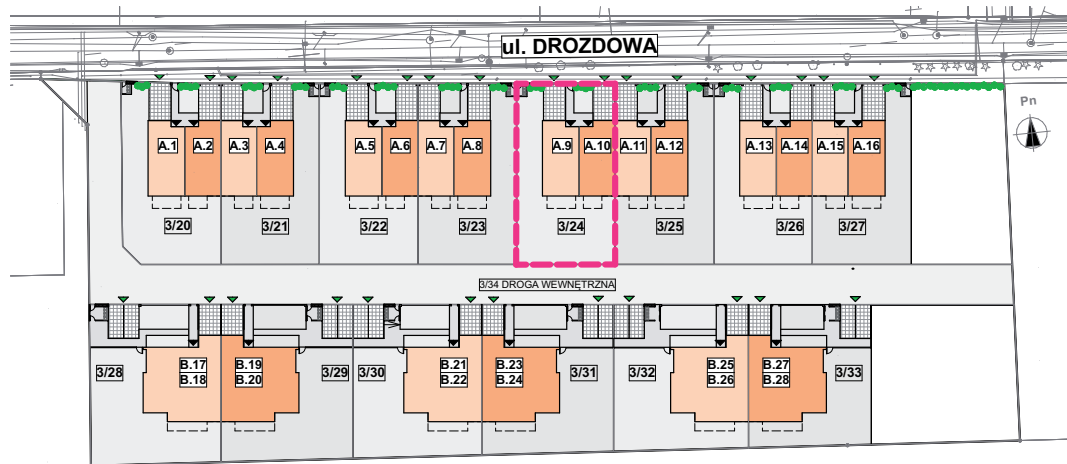 ul. DROZDOWA
Pn
A.1 A.2 A.3 A.4 A.5 A.6 A.7 A.8 A.9 A.10 A.11 A.12 A.13 A.14 A.15 A.16
3/20 3/21 3/22 3/23 3/24 3/25 3/26 3/27
3/34 DROGA WEWNĘTRZNA
B.17 B.19 B.21 B.23 B.25 B.27
3/28 3/29 3/30 3/31 3/32 3/33
B.18 B.20 B.22 B.24 B.26 B.28